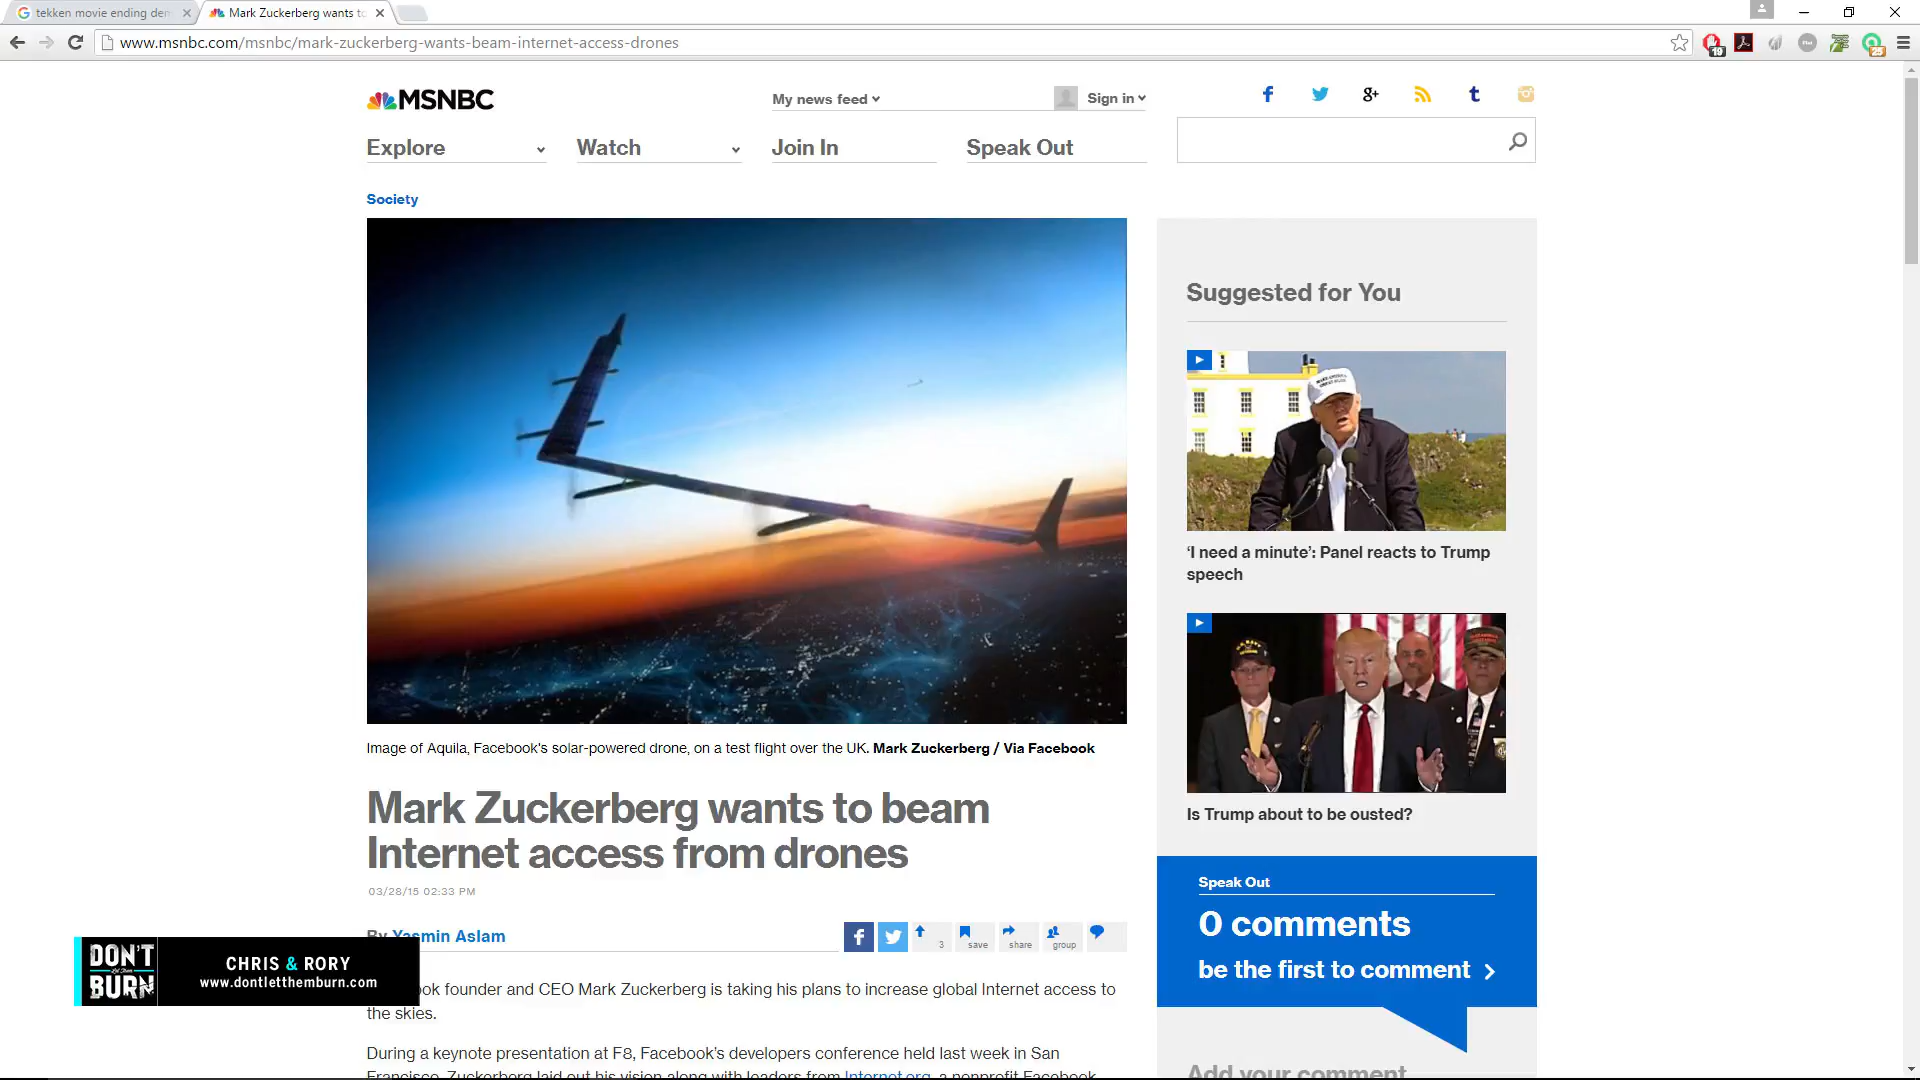 tekken movie ending den
Mark Zuckerberg wants to
www.msnbc.com/msnbc/mark-zuckerberg-wants-beam-internet-access-drones
19
25
MSNBC
My news feed
Sign in
Explore
Watch
Join In
Speak Out
Society
Suggested for You
'I need a minute': Panel reacts to Trump
speech
Is Trump about to be ousted?
Image of Aquila, Facebook's solar-powered drone, on a test flight over the UK. Mark Zuckerberg / Via Facebook
Mark Zuckerberg wants to beam
Internet access from drones
03/28/15 02:33 PM
By Yasmin Aslam
3
save
share
group
Speak Out
0 comments
be the first to comment
DON'T
BURN
CHRIS & RORY
www.dontletthemburn.com
ok founder and CEO Mark Zuckerberg is taking his plans to increase global Internet access to
the skies.
During a keynote presentation at F8, Facebook's developers conference held last week in San
Francisco, Zuckerberg laid out his vision along with leaders from Internet.org, a nonprofit Facebook
Add your comment